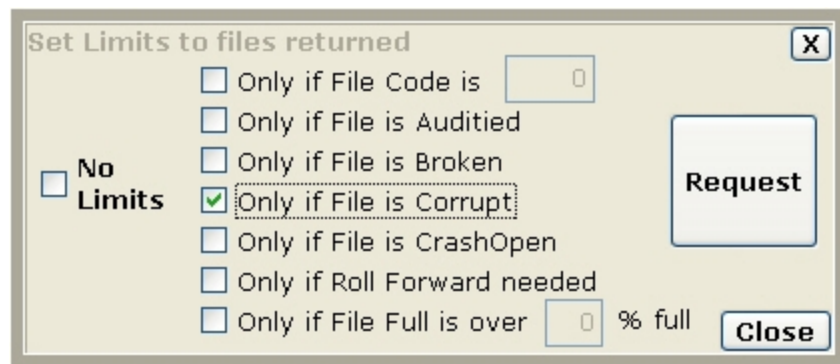 Set Limits to files returned
X
Only if File Code is 0
Only if File is Auditied
Only if File is Broken
No
Limits
Only if File is Corrupt
Request
Only if File is CrashOpen
Only if Roll Forward needed
Only if File Full is over 0 % full
Close